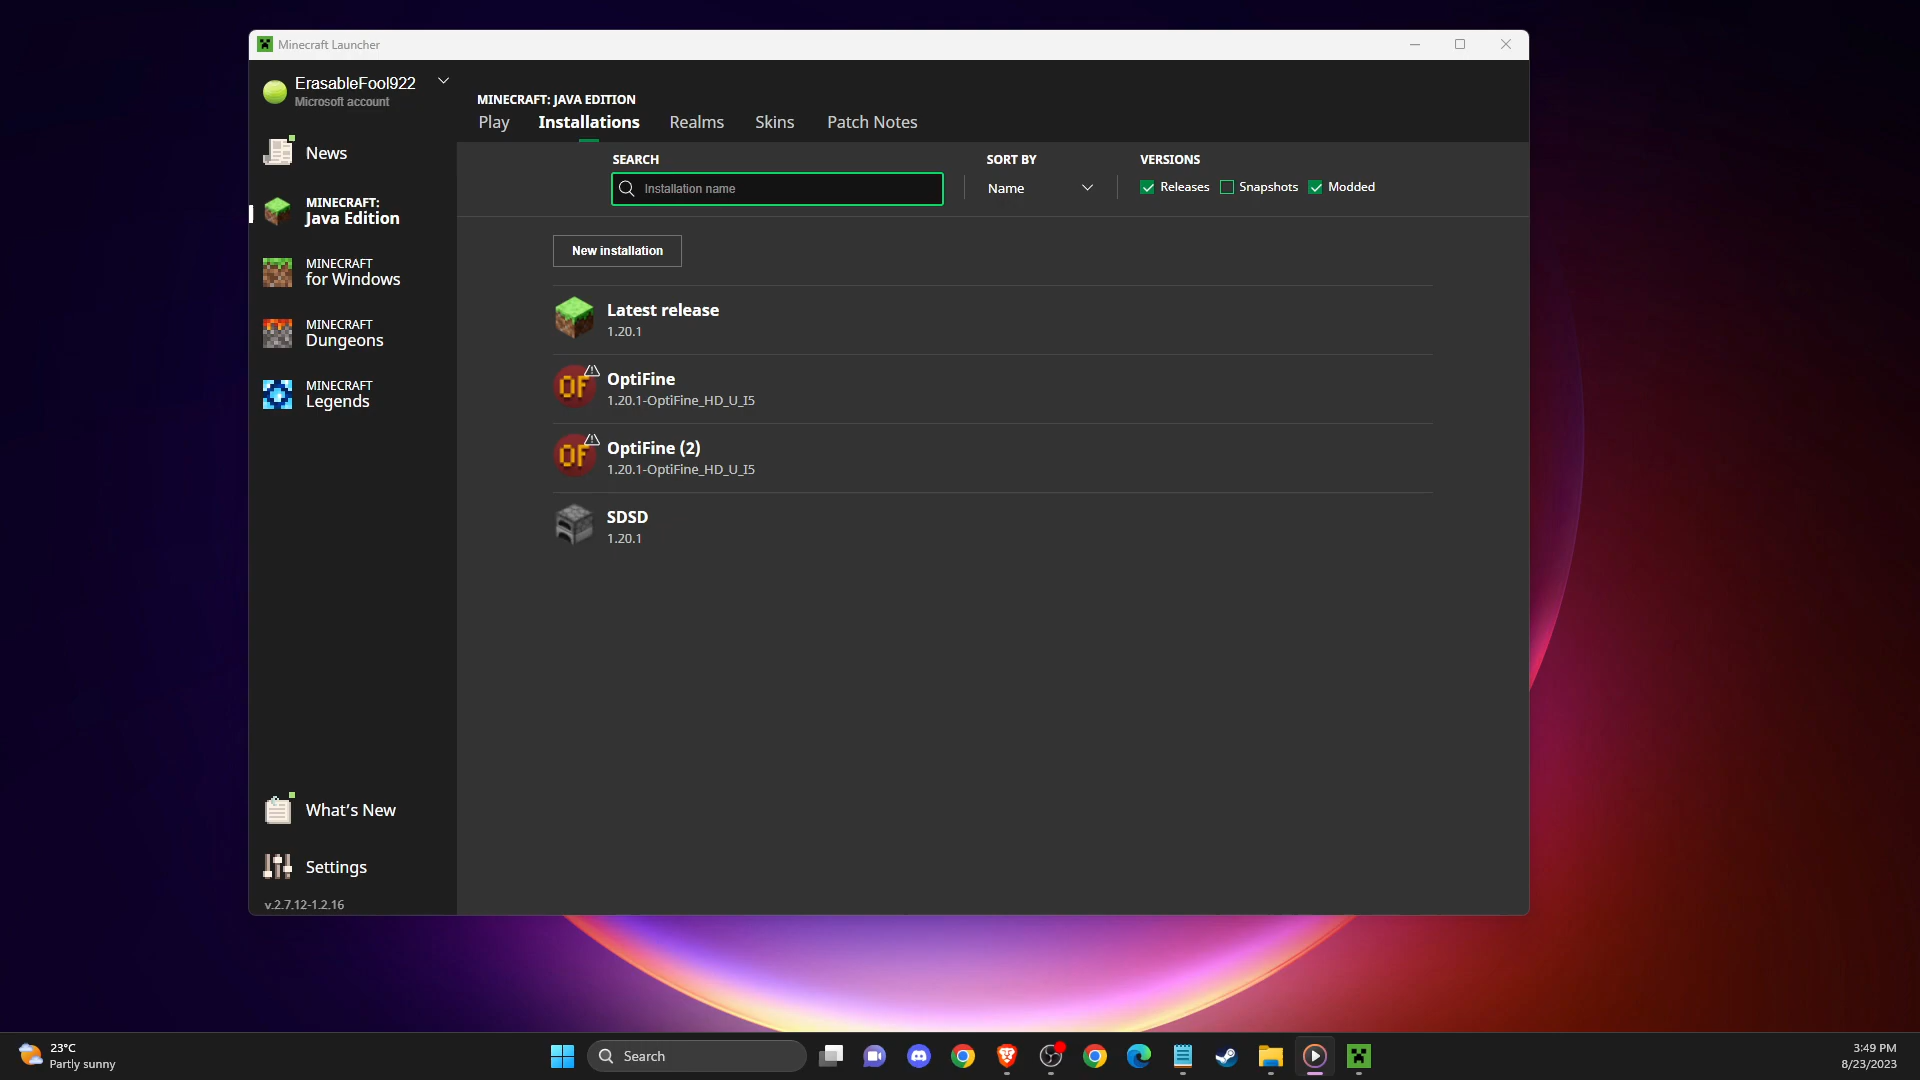 Minecraft Launcher
ErasableFool922
Microsoft account
News
MINECRAFT:
Java Edition
MINECRAFT
for Windows
MINECRAFT
Dungeons
MINECRAFT
Legends
What's New
Settings
v.2.7.12-1.2.16
MINECRAFT: JAVA EDITION
Play Installations Realms Skins Patch Notes
SEARCH SORT BY VERSIONS
Installation name Name Releases Snapshots Modded
New installation
Latest release
1.20.1
OF OptiFine
1.20.1-OptiFine_HD_U_I5
OF OptiFine (2)
1.20.1-OptiFine_HD_U_I5
SDSD
1.20.1
23°C
Partly sunny
Search
3:49 PM
8/23/2023